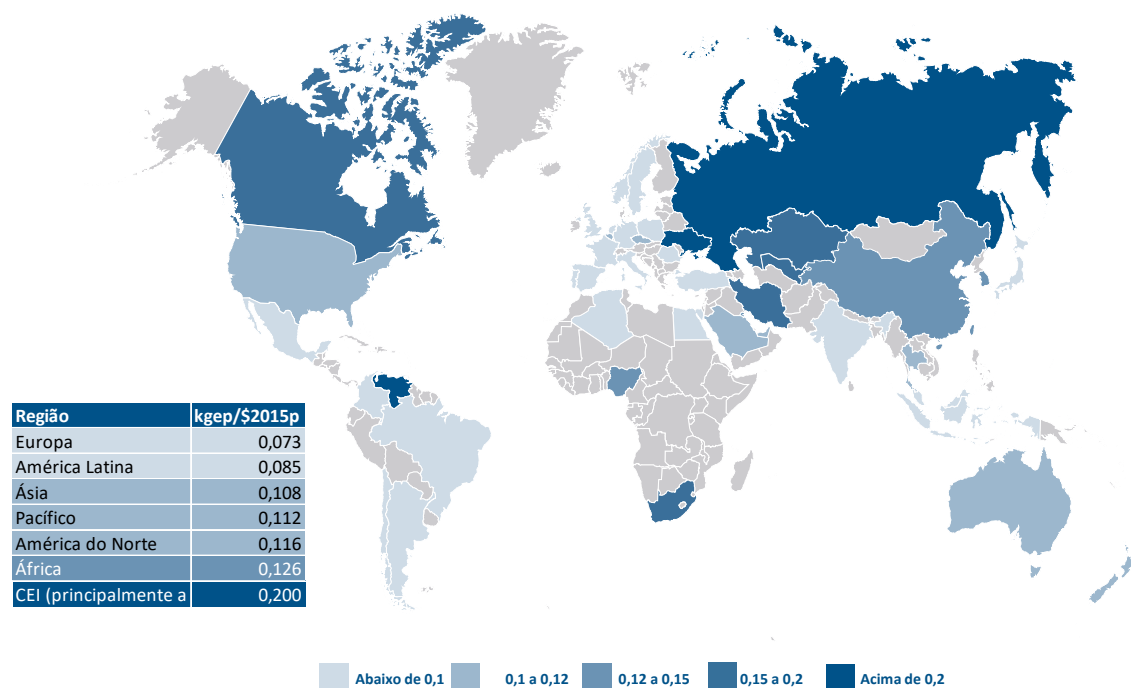 Região kgep/$2015p
Europa 0,073
América Latina 0,085
Ásia 0,108
Pacífico 0,112
América do Norte 0,116
África 0,126
CEI (principalmente a 0,200
Abaixo de 0,1 0,1 a 0,12 0,12 a 0,15 0,15 a 0,2 Acima de 0,2